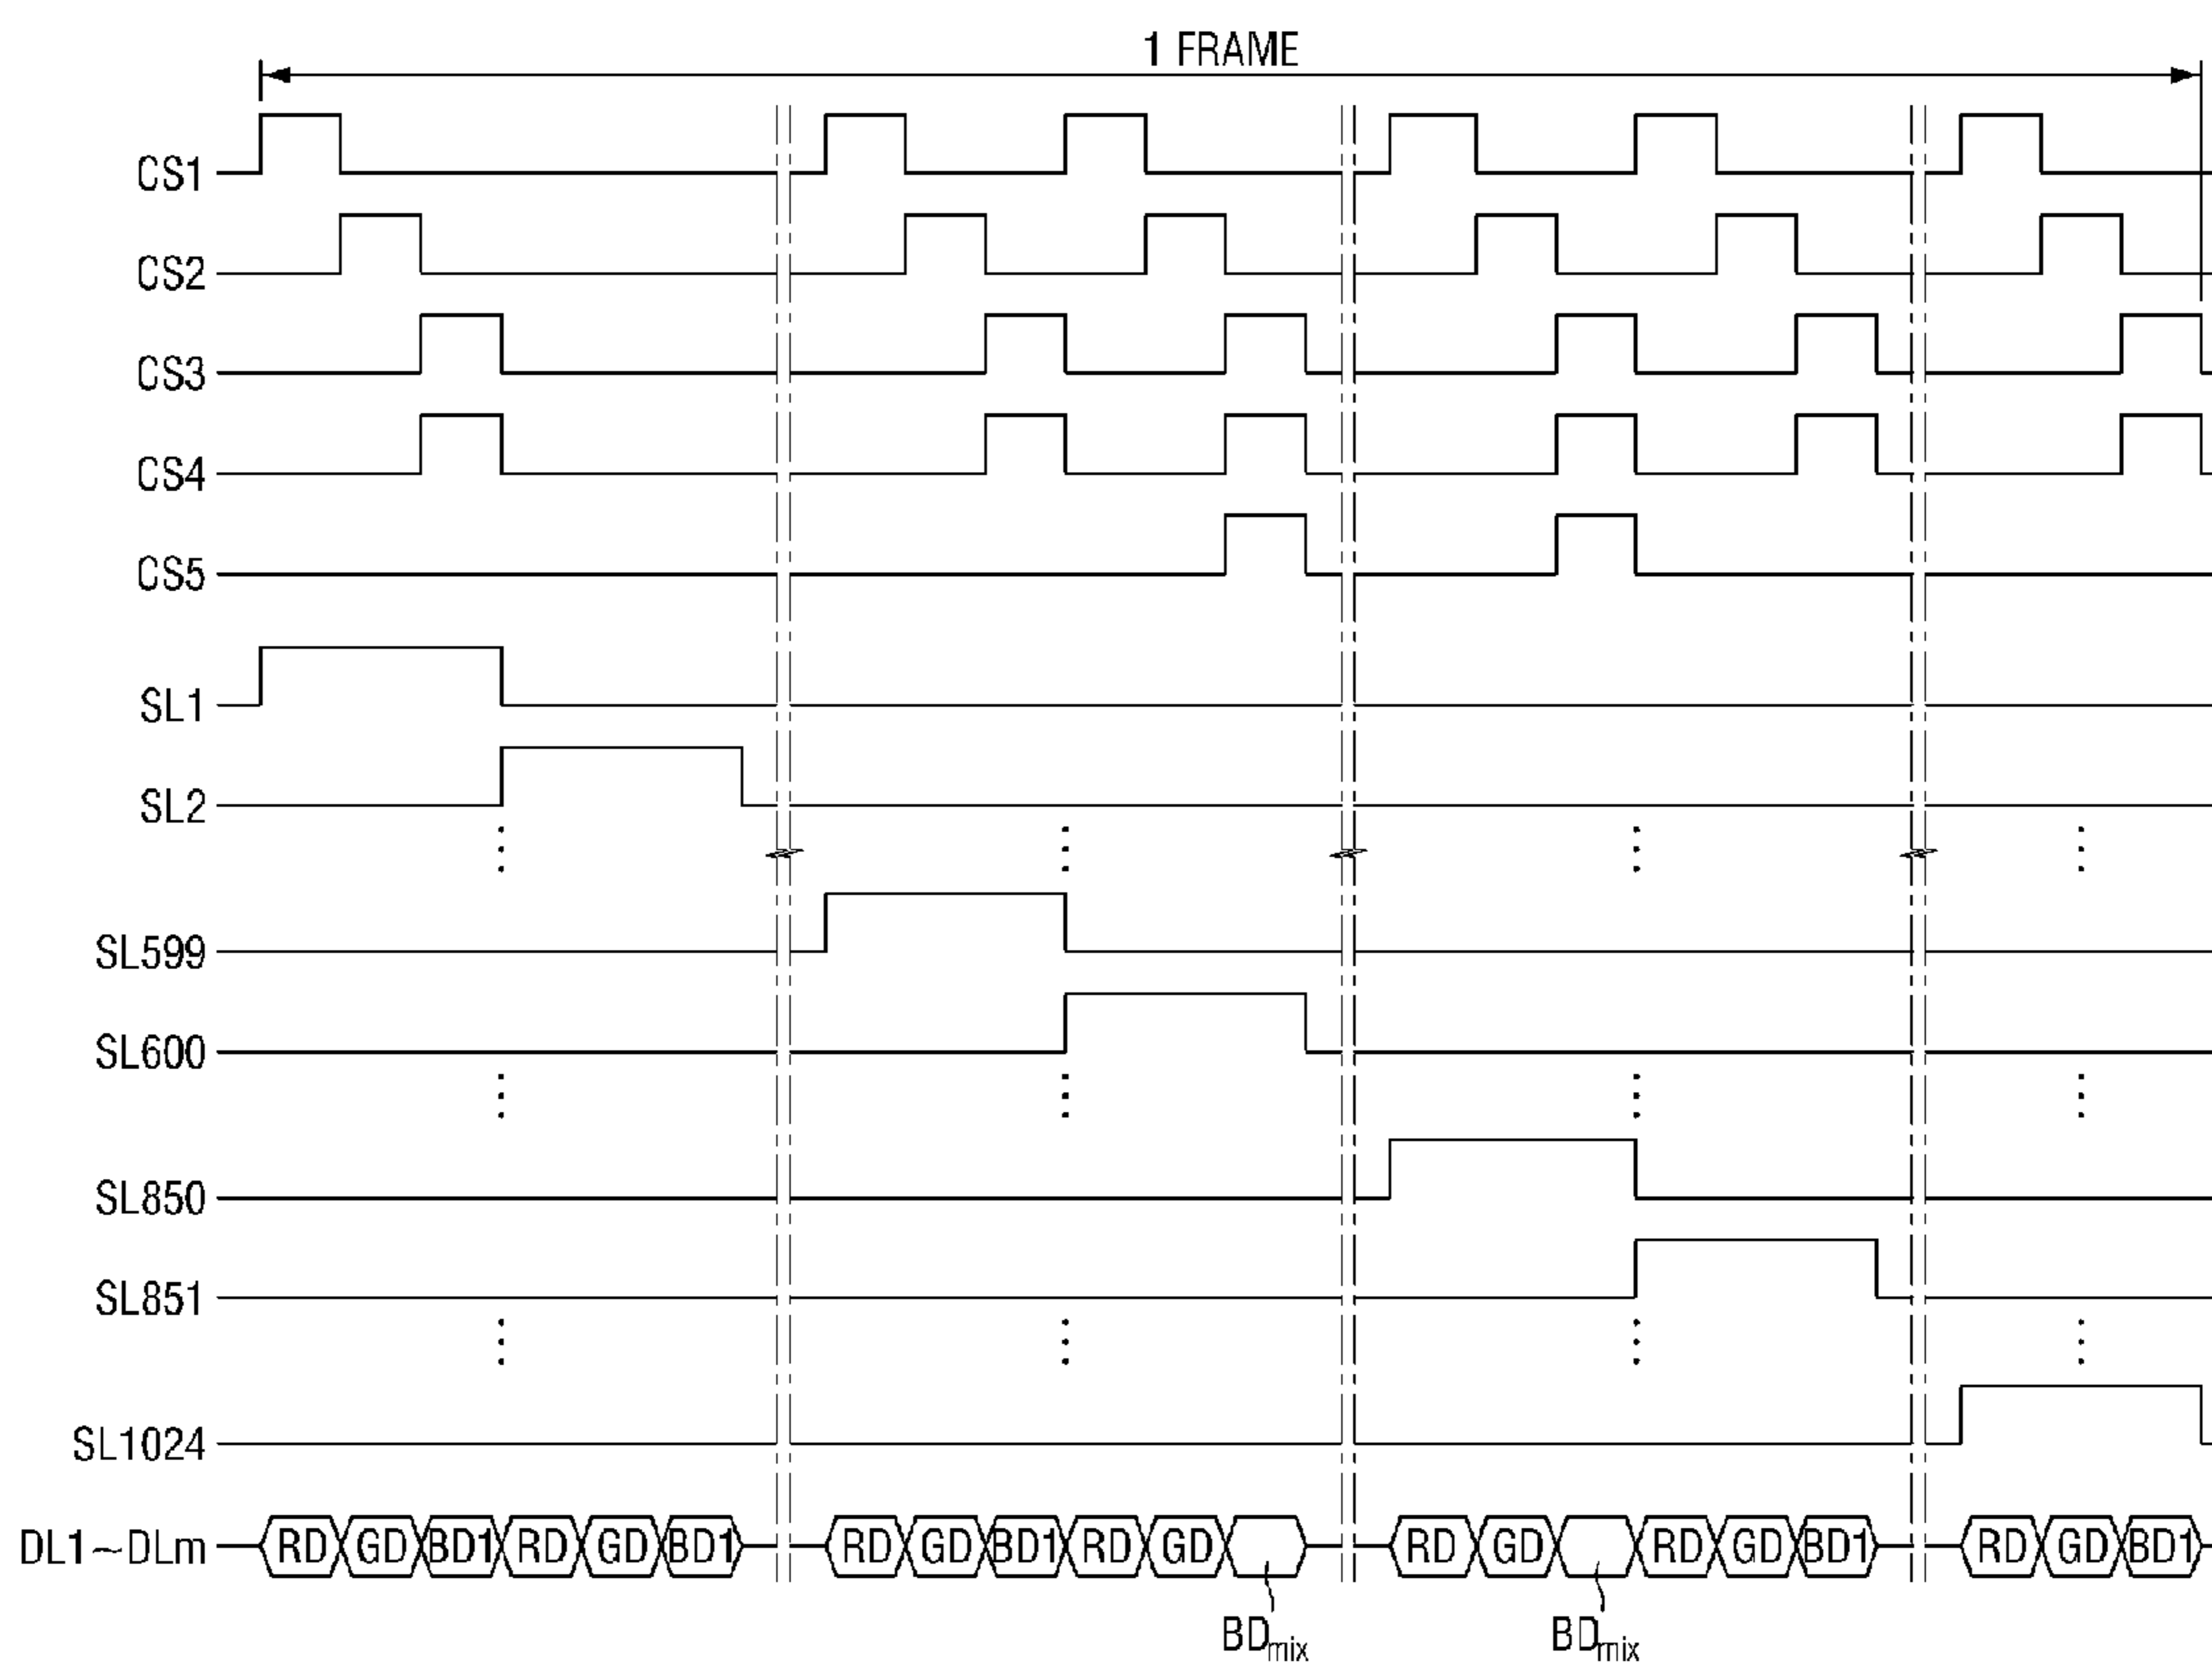 1 FRAME
CS1
CS2
CS3
CS4
CS5
SL1
SL2
SL599
SL600
SL850
SL851
SL1024
DL1~DLm RD GD BD1 RD GD BD1 RD GD BD1 RD GD RD GD RD GD BD1 RD GD BD1
BDmix BDmix